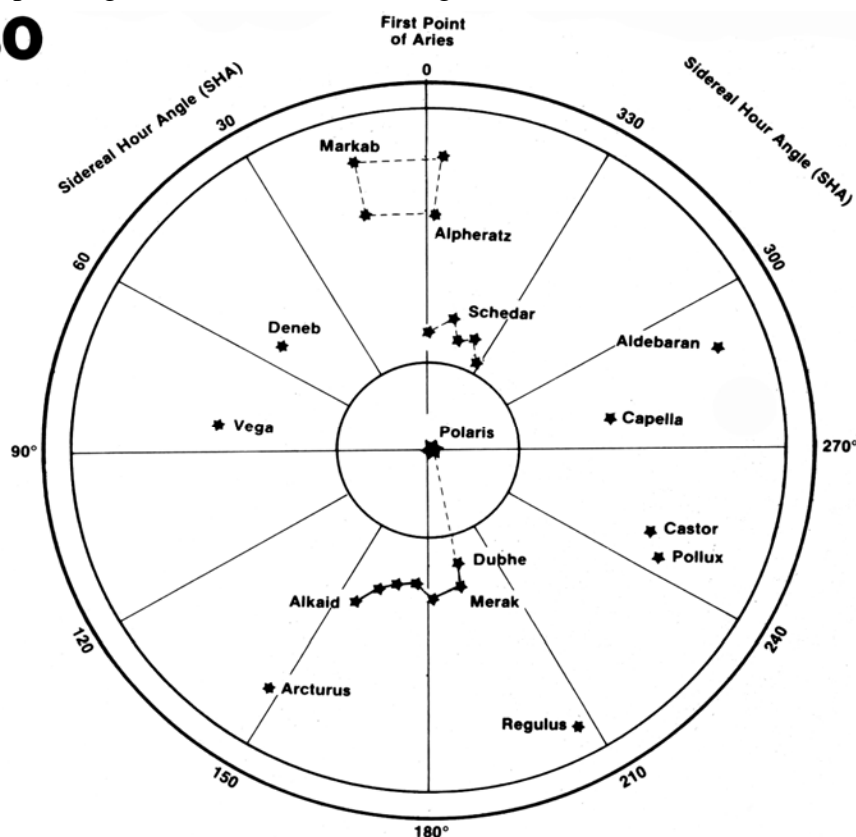 First Point
of Aries
0
Sidereal Hour Angle (SHA)
Sidereal Hour Angle (SHA)
30
330
Markab
Alpheratz
60
300
Schedar
Deneb
Aldebaran
Vega
Capella
Polaris
90°
270°
Castor
Pollux
Dubhe
Alkaid
Merak
120
240
Arcturus
Regulus
150
210
180°